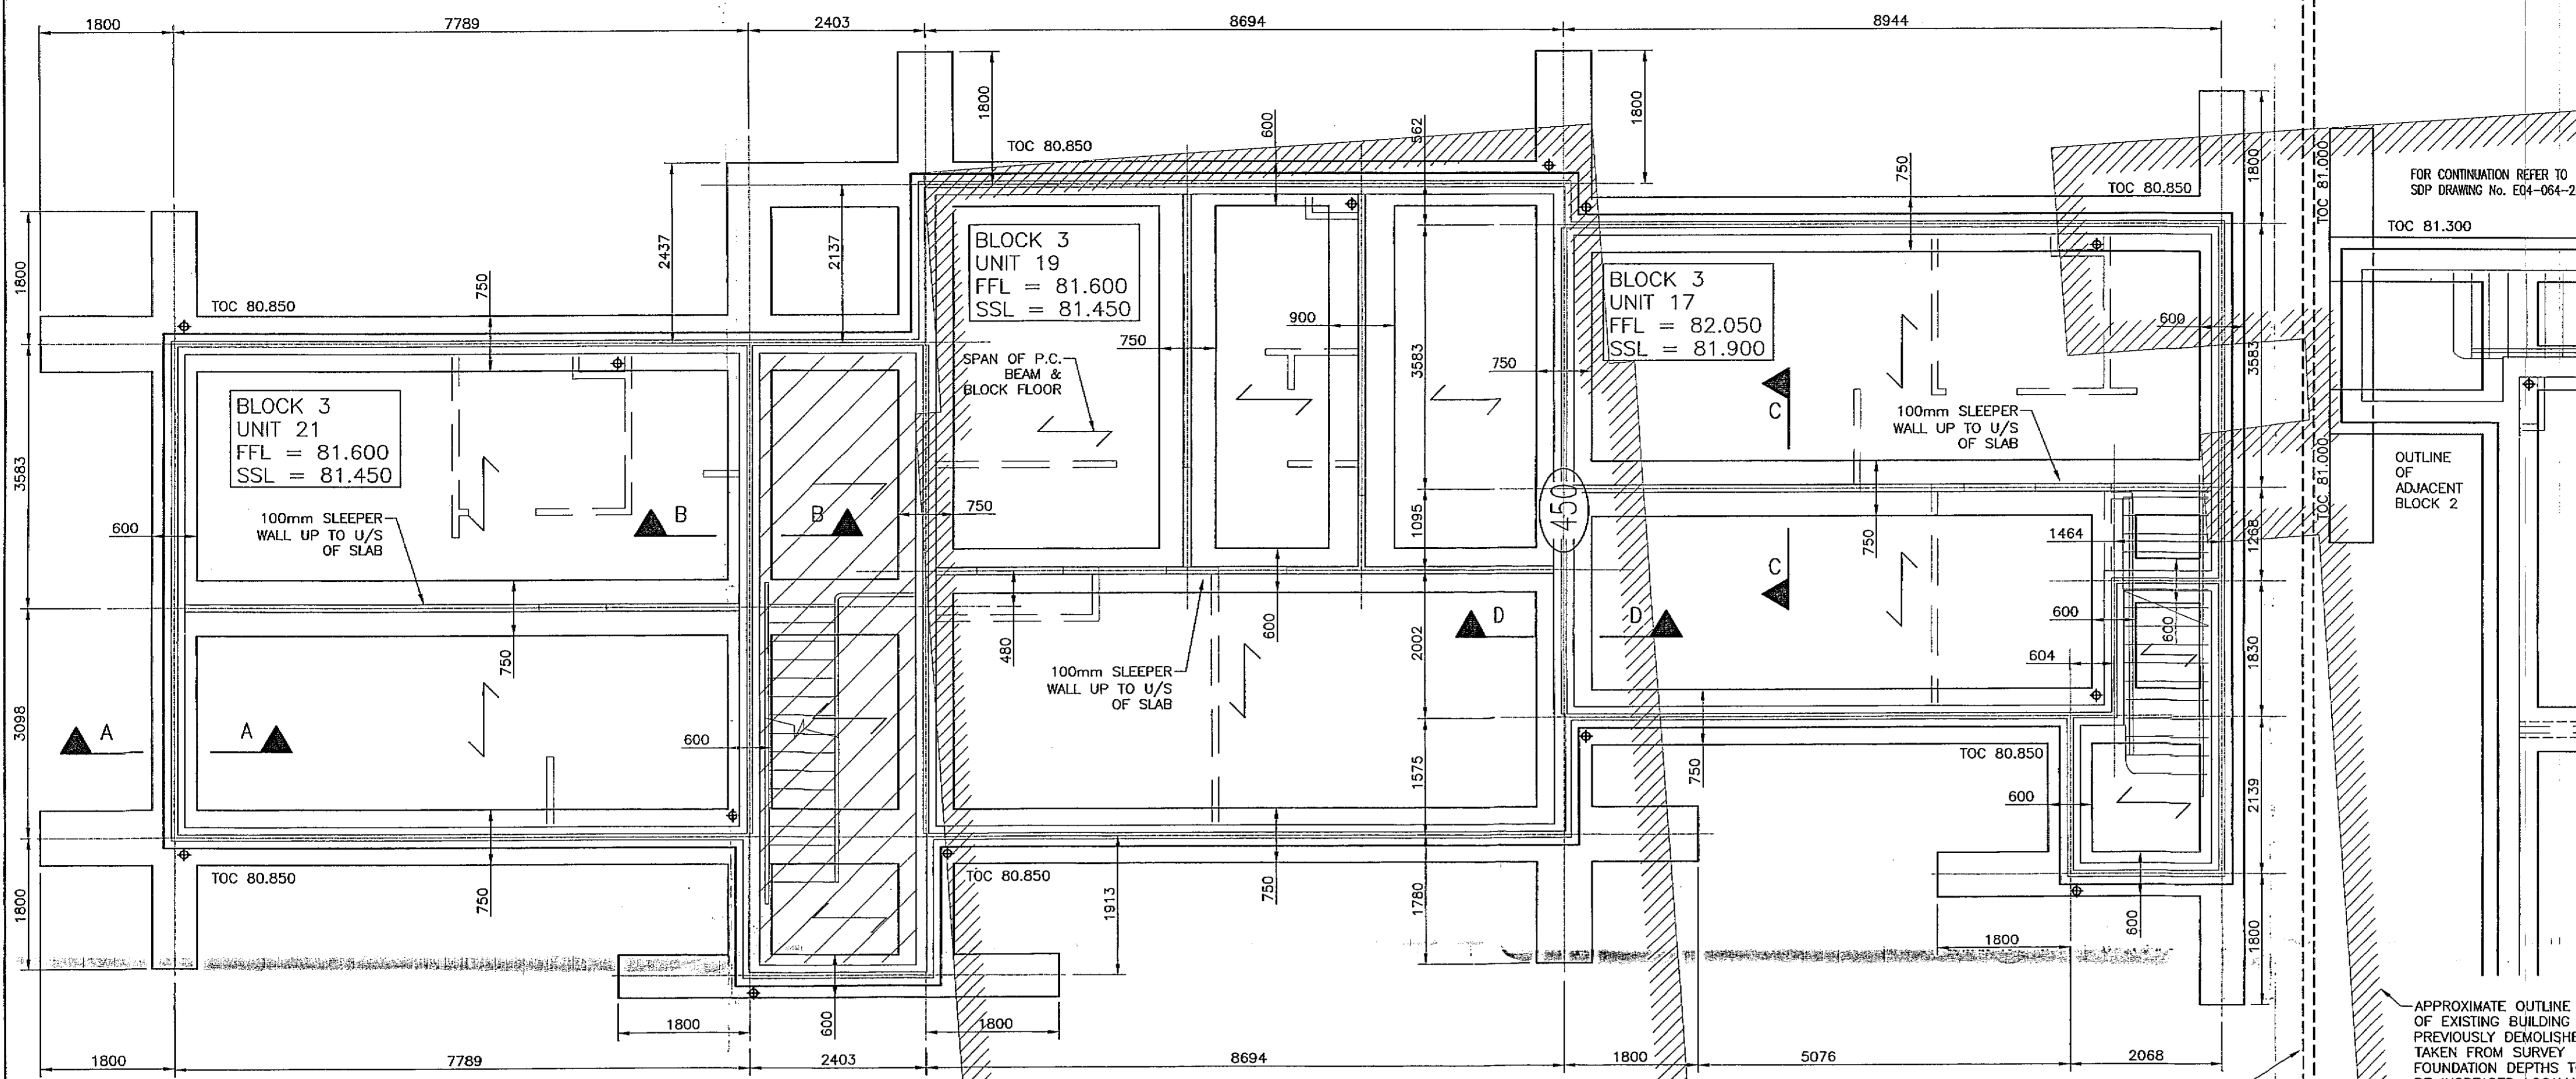 1800
7789
2403
8694
8944
1800
TOC 80.850
600
562
1800
750
TOC 80.850
1800
TOC 81.000
FOR CONTINUATION REFER TO
SDP DRAWING No. E04-064-2
TOC 81.300
2437
2137
1800
TOC 80.850
750
BLOCK 3
UNIT 19
FFL = 81.600
SSL = 81.450
BLOCK 3
UNIT 17
FFL = 82.050
SSL = 81.900
600
3583
900
750
750
3583
SPAN OF P.C.
BEAM &
BLOCK FLOOR
C
100mm SLEEPER
WALL UP TO U/S
OF SLAB
BLOCK 3
UNIT 21
FFL = 81.600
SSL = 81.450
3583
100mm SLEEPER
WALL UP TO U/S
OF SLAB
600
B
B
750
1095
450
750
1464
1268
TOC 81.000
OUTLINE
OF
ADJACENT
BLOCK 2
C
750
480
600
2002
D
D
600
600
604
1830
100mm SLEEPER
WALL UP TO U/S
OF SLAB
3098
A
A
600
1575
750
TOC 80.850
600
2139
TOC 80.850
750
TOC 80.850
1913
750
1780
1800
600
1800
1800
1800
600
1800
APPROXIMATE OUTLINE
OF EXISTING BUILDING
PREVIOUSLY DEMOLISHE
TAKEN FROM SURVEY
FOUNDATION DEPTHS T
1800
7789
2403
8694
1800
5076
2068